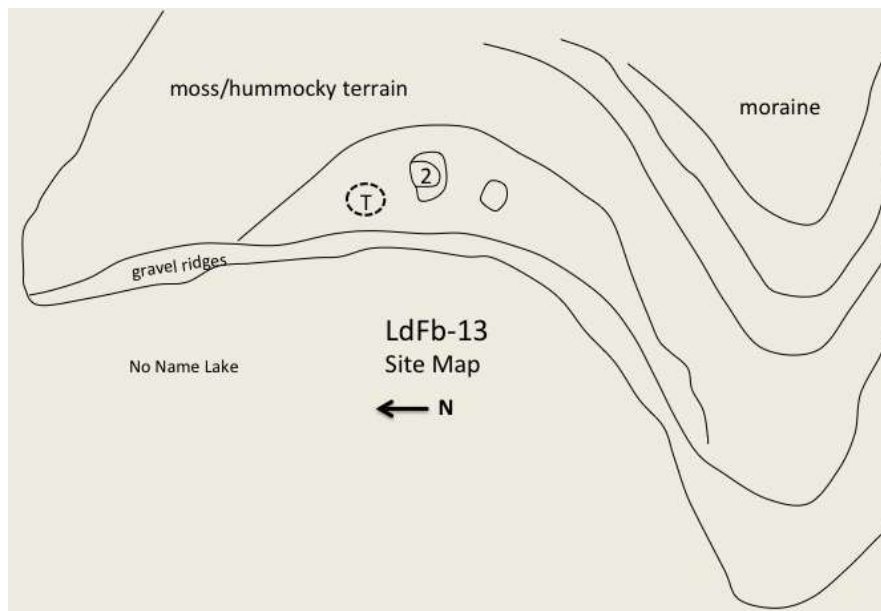 moss/hummocky terrain
moraine
2
T
gravel ridges
LdFb-13
Site Map
No Name Lake
N